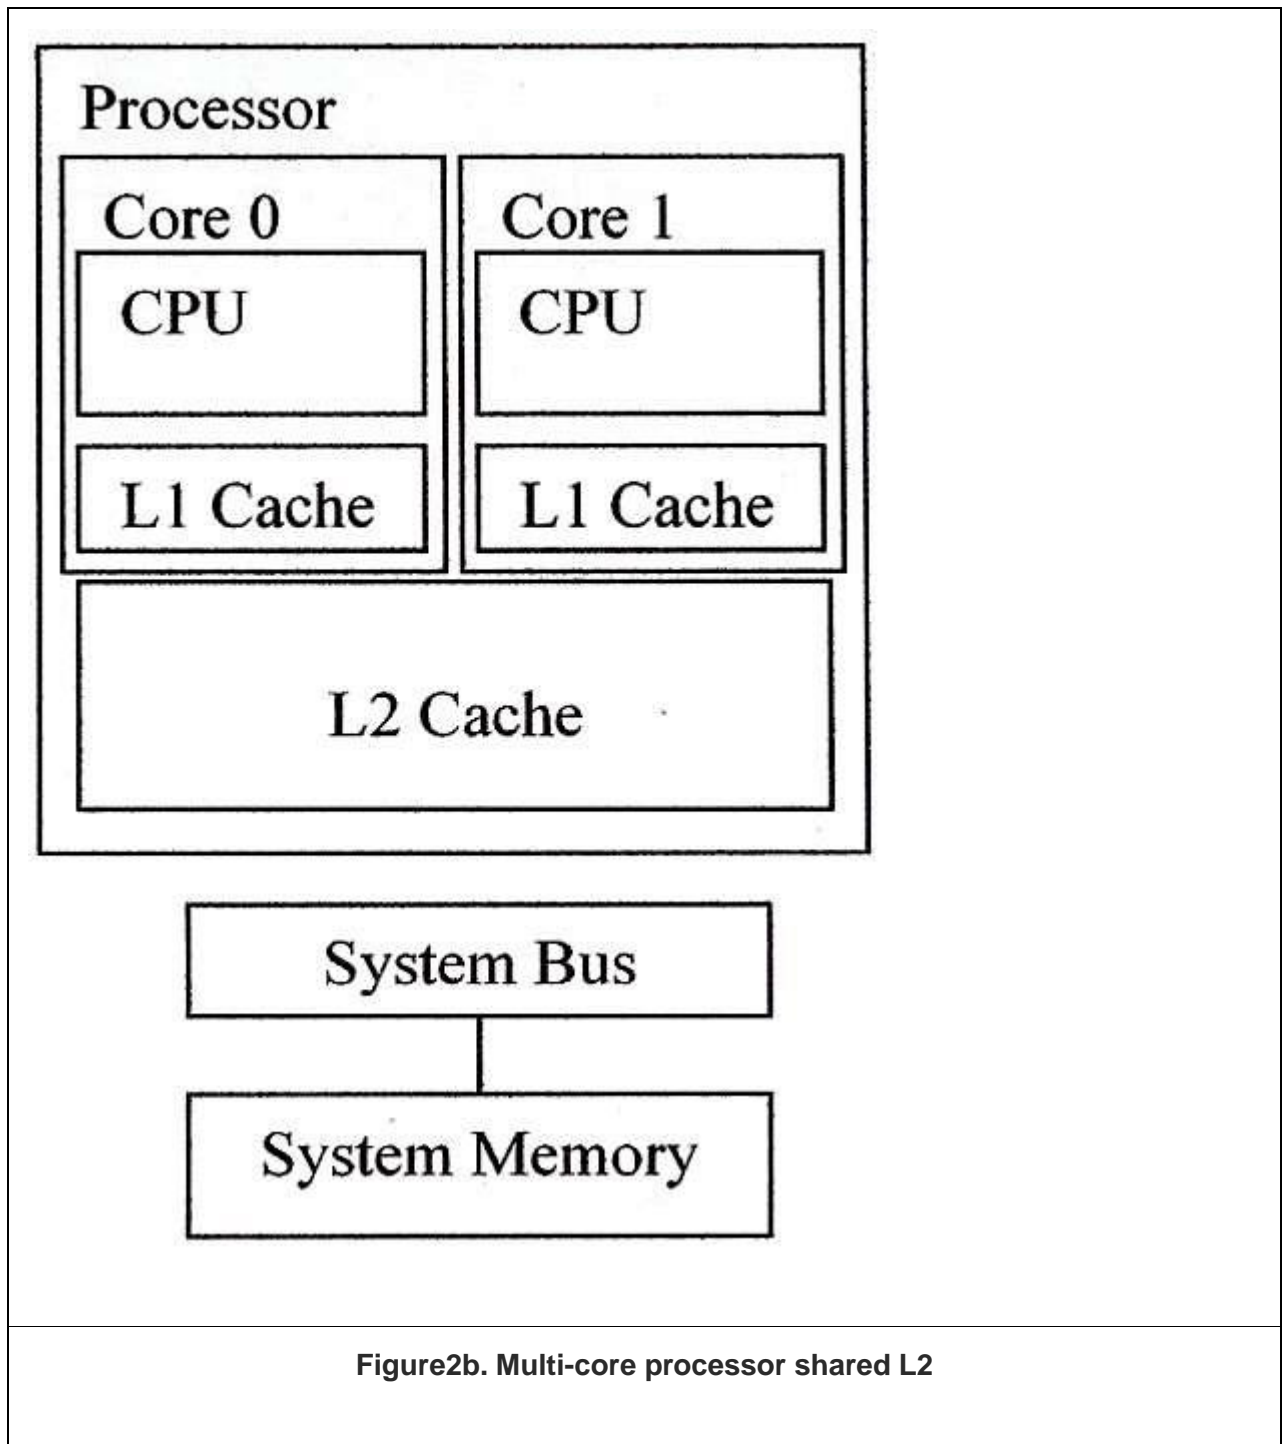 Processor
Core 0
Core 1
CPU
CPU
L1 Cache
L1 Cache
L2 Cache
System Bus
System Memory
Figure2b. Multi-core processor shared L2